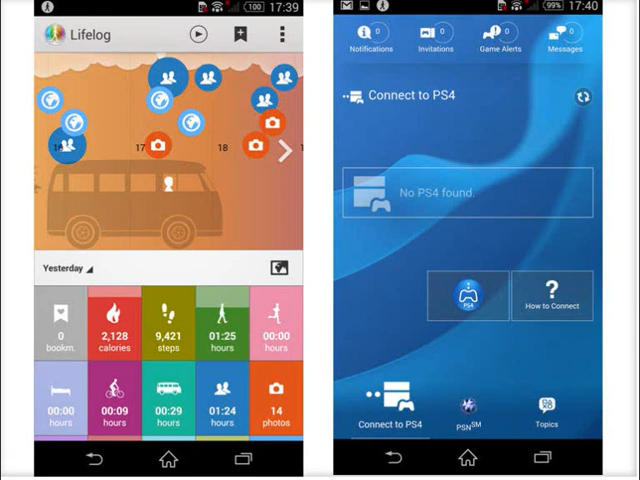 100 17:39
Lifelog
17
18
Yesterday
0
bookm.
2,128
calories
9,421
steps
01:25
hours
00:00
hours
00:00
hours
00:09
hours
00:29
hours
01:24
hours
14
photos
99% 17:40
0 0 0 0
Notifications Invitations Game Alerts Messages
Connect to PS4
No PS4 found.
PS4
?
How to Connect
Connect to PS4
PSN SM
Topics